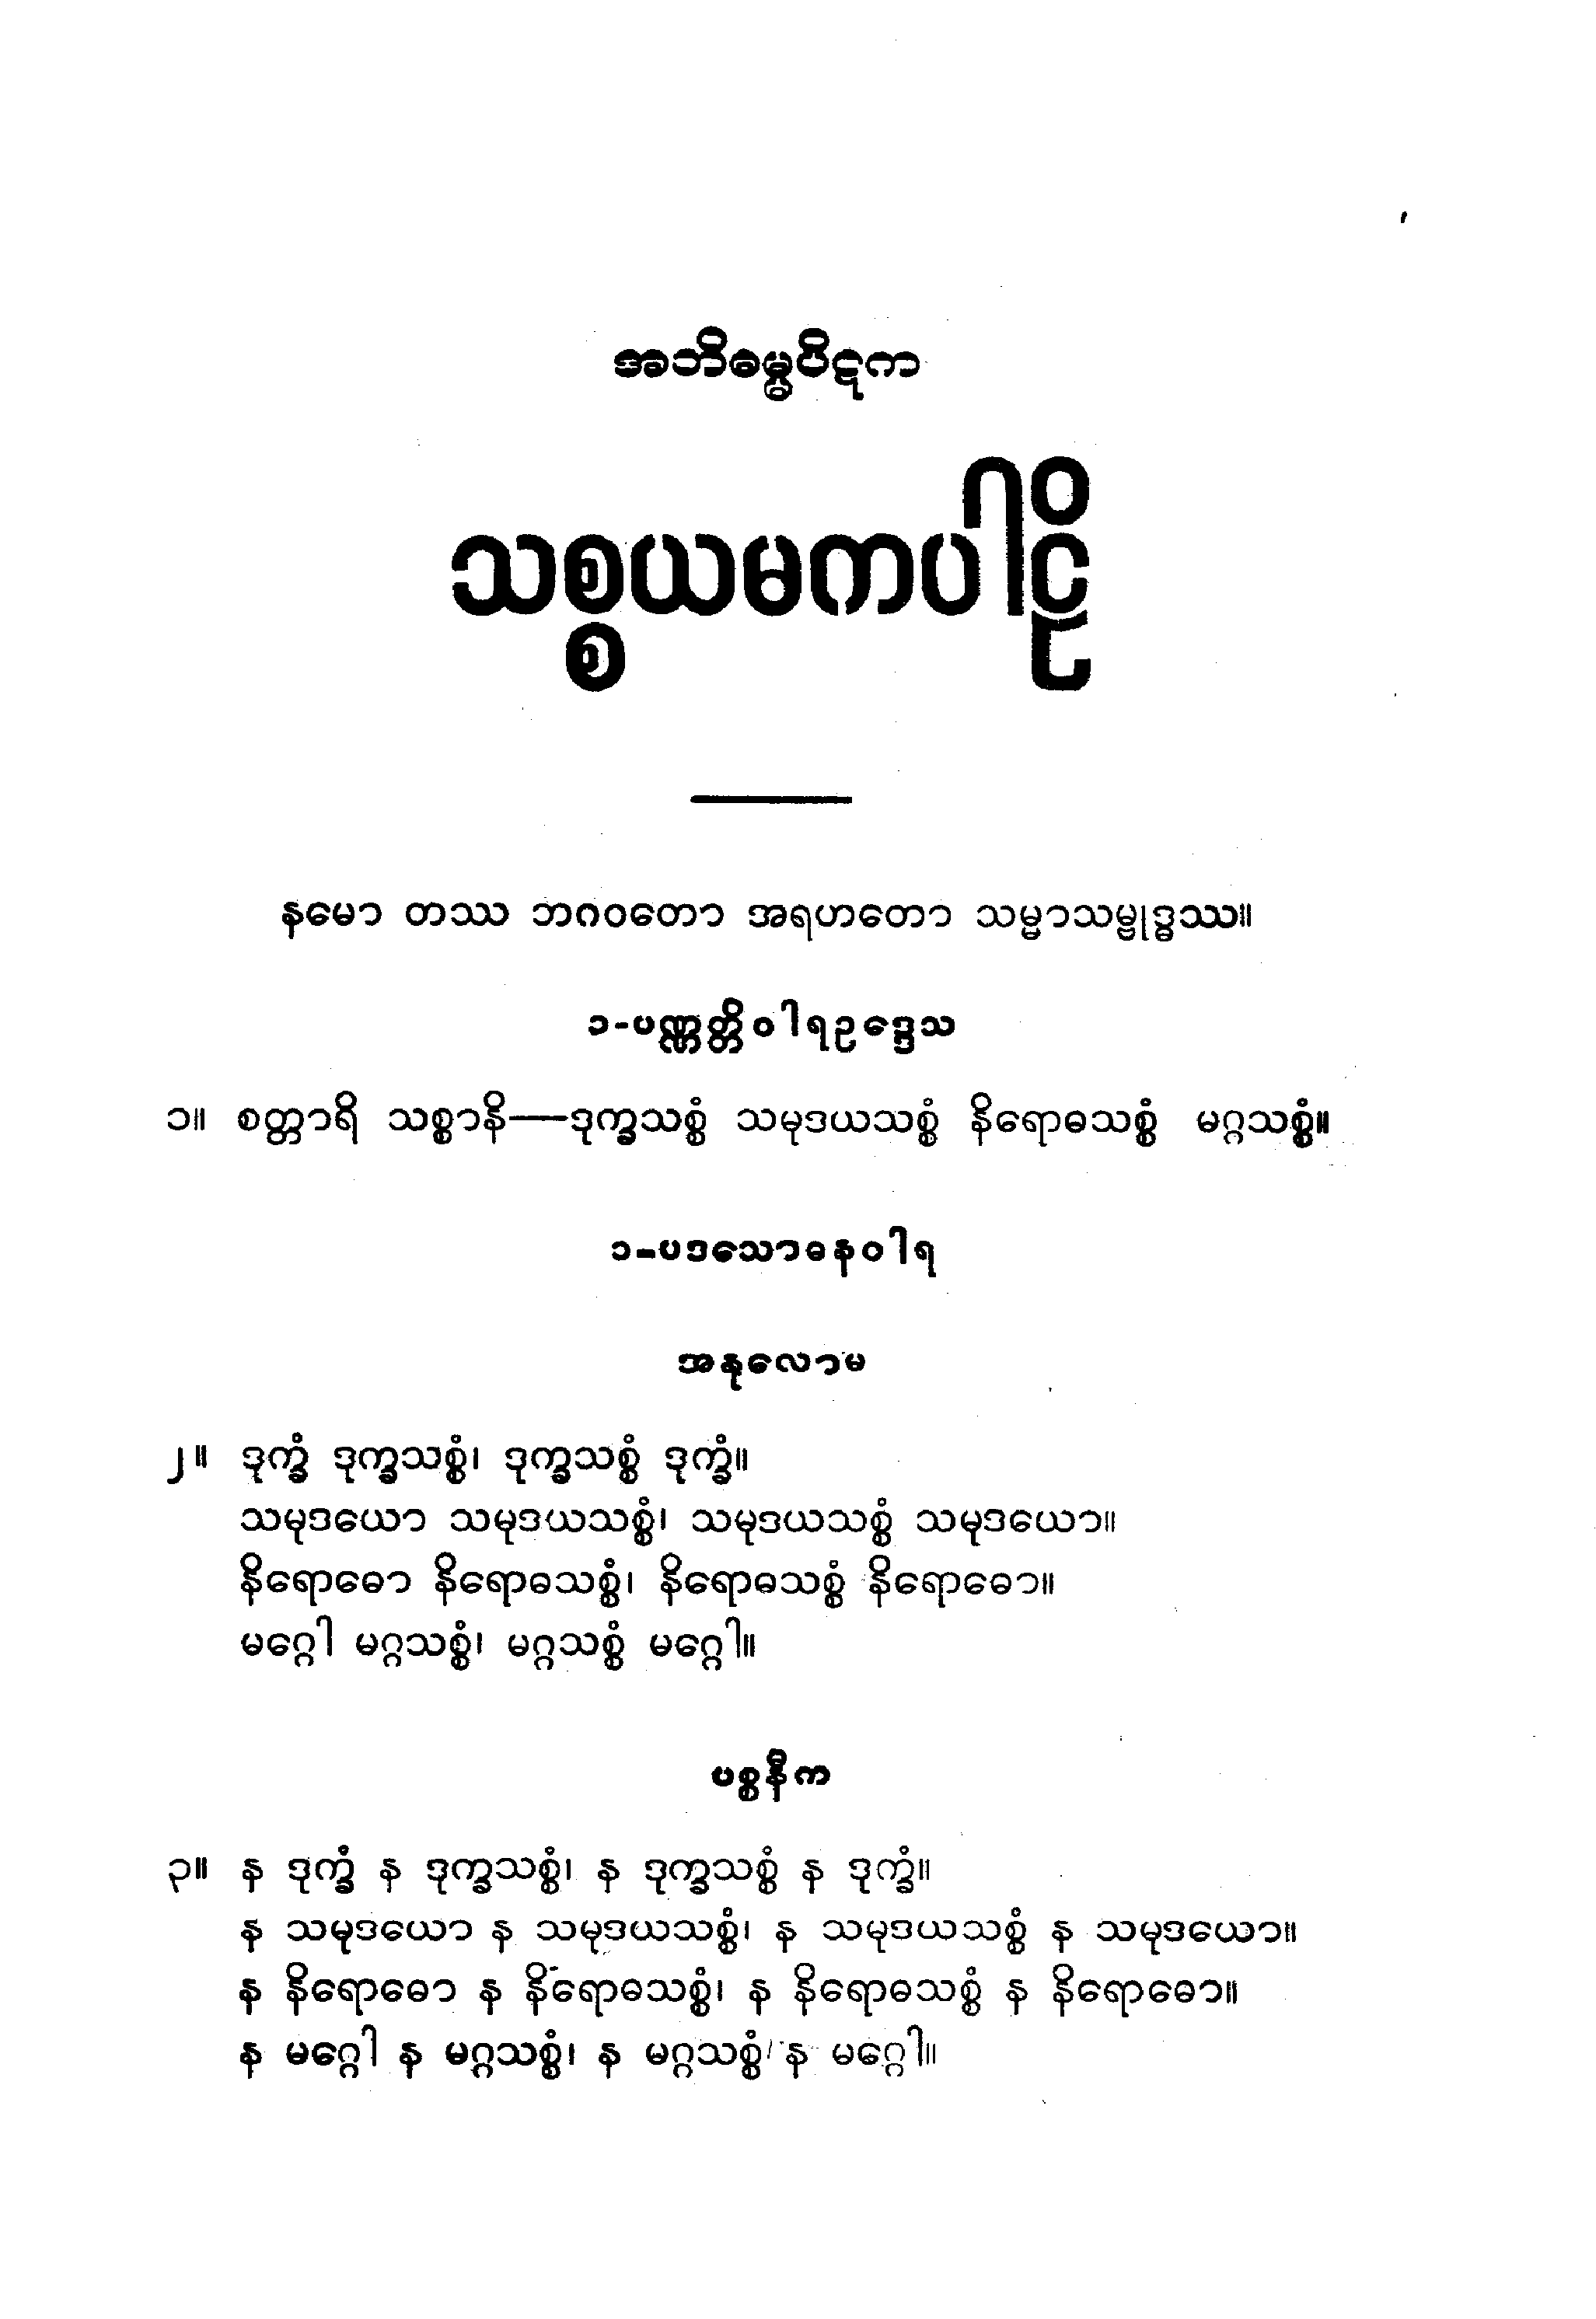 အဘိဓမ္မပိဋက
သစ္စယမကပါဠိ
နမော တဿ ဘဂဝတော အရဟတော သမ္မာသမ္ဗုဒ္ဓဿ။
၁-ပဏ္ဏတ္တိဝါရဥဒ္ဒေသ
၁။ စတ္တာရိ သစ္စာနိ—ဒုက္ခသစ္စံ သမုဒယသစ္စံ နိရောဓသစ္စံ မဂ္ဂသစ္စံ။
၁-ပဒသောဓနဝါရ
အနုလောမ
၂။ ဒုက္ခံ ဒုက္ခသစ္စံ၊ ဒုက္ခသစ္စံ ဒုက္ခံ။
သမုဒယော သမုဒယသစ္စံ၊ သမုဒယသစ္စံ သမုဒယော။
နိရောဓော နိရောဓသစ္စံ၊ နိရောဓသစ္စံ နိရောဓော။
မဂ္ဂေါ မဂ္ဂသစ္စံ၊ မဂ္ဂသစ္စံ မဂ္ဂေါ။
ပစ္စနီက
၃။ န ဒုက္ခံ န ဒုက္ခသစ္စံ၊ န ဒုက္ခသစ္စံ န ဒုက္ခံ။
န သမုဒယော န သမုဒယသစ္စံ၊ န သမုဒယသစ္စံ န သမုဒယော။
န နိရောဓော န နိရောဓသစ္စံ၊ န နိရောဓသစ္စံ န နိရောဓော။
န မဂ္ဂေါ န မဂ္ဂသစ္စံ၊ န မဂ္ဂသစ္စံ န မဂ္ဂေါ။